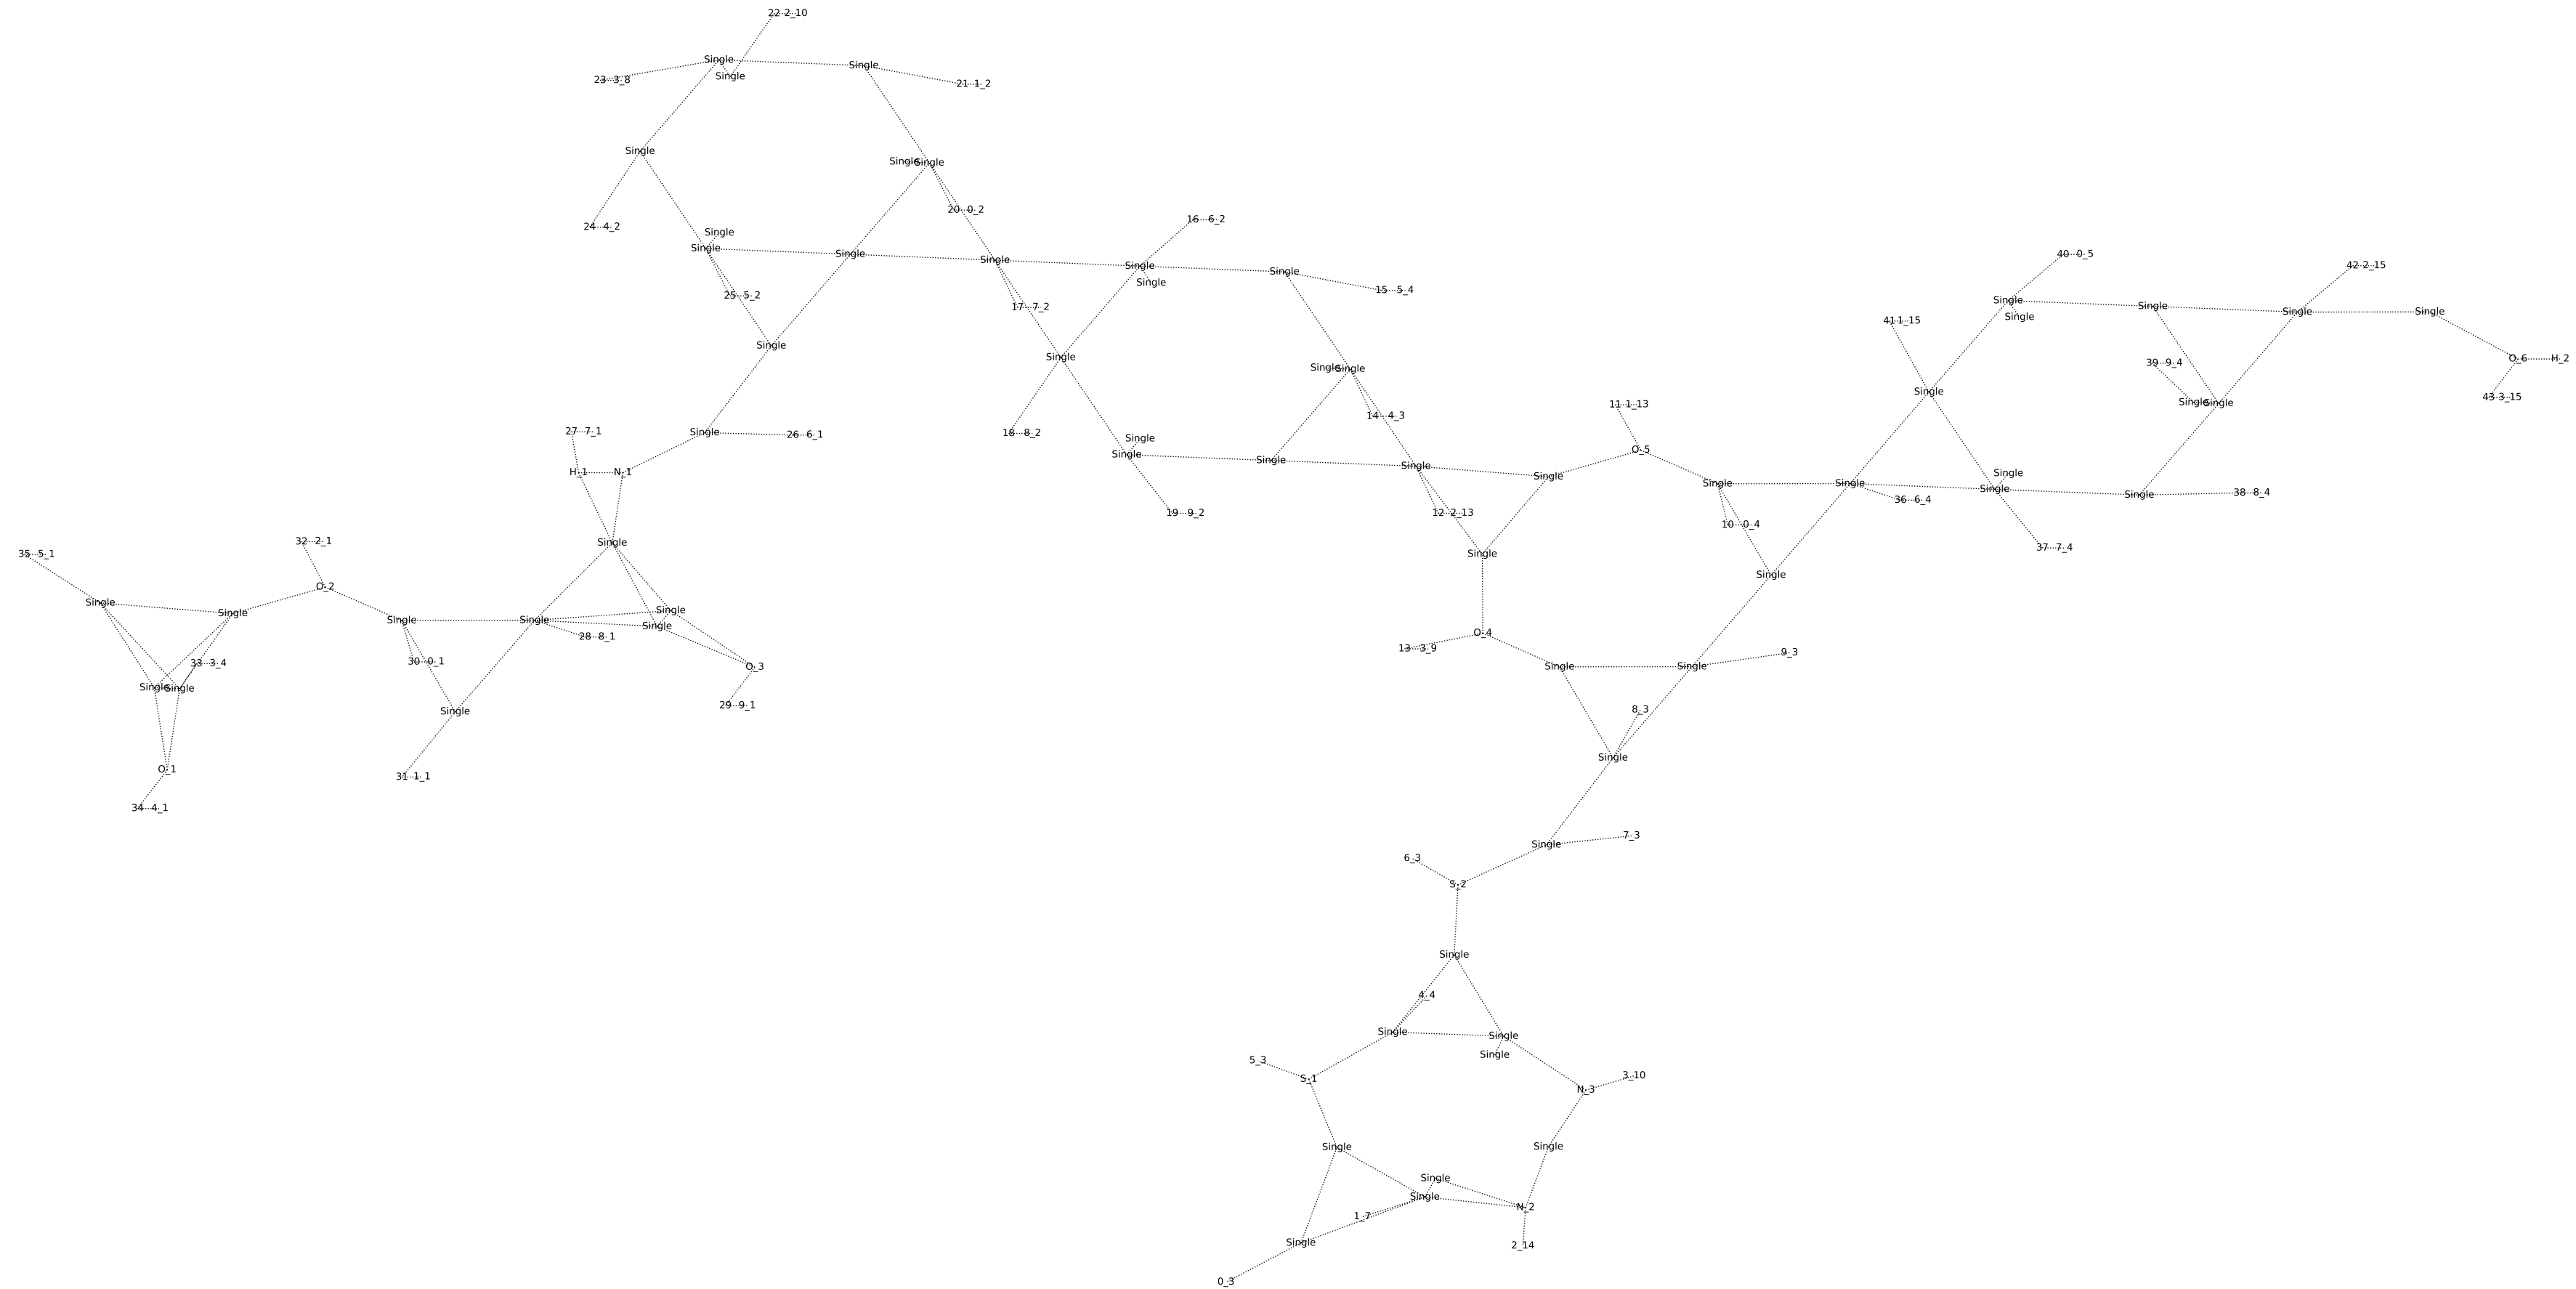 22 2_10
Single
Single
23 3_8
Single
21 1_2
Single
Single Single
24 4_2
20 0_2
16 6_2
Single
Single
Single
Single
Single
Single
Single
25 5_2
17 7_2
15 5_4
40 0_5
42 2_15
Single
Single
Single
Single
Single
41 1_15
Single
Single
Single Single
O_6 H_2
39 9_4
43 3_15
Single
Single Single
11 1_13
14 4_3
27 7_1
Single
26 6_1
18 8_2
Single
O_5
Single
Single
Single
Single
H_1 N_1
Single
Single
Single
Single
Single
38 8_4
36 6_4
19 9_2
12 2_13
10 0_4
37 7_4
32 2_1
Single
35 5_1
Single
Single
O_2
Single
Single
Single
Single
Single
Single
28 8_1
O_4
13 3_9
9_3
30 0_1
33 3_4
O_3
Single
Single
Single Single
29 9_1
Single
8_3
Single
O_1
31 1_1
34 4_1
7_3
Single
6_3
S_2
Single
4_4
Single
Single
Single
5_3
S_1
3_10
N_3
Single
Single
Single
Single
N_2
1_7
Single
2_14
0_3